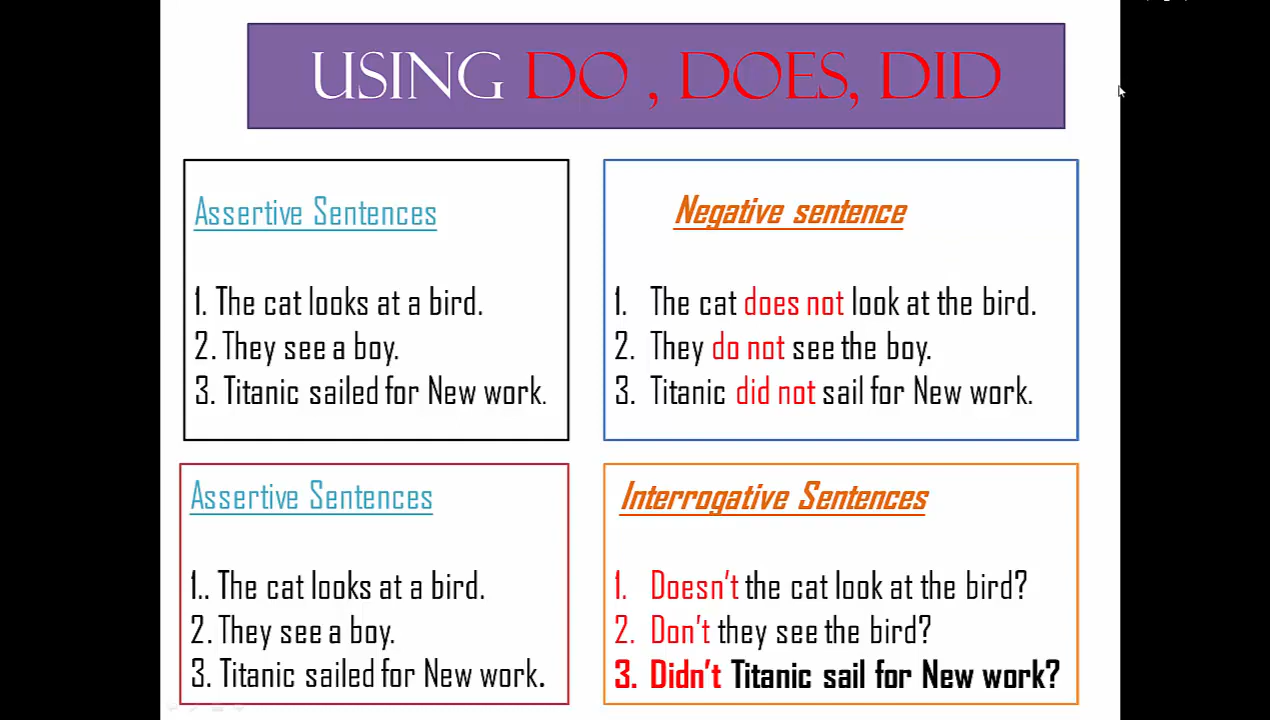 USING DO , DOES, DID
Assertive Sentences
1. The cat looks at a bird.
2. They see a boy.
3. Titanic sailed for New work.
Negative sentence
1. The cat does not look at the bird.
2. They do not see the boy.
3. Titanic did not sail for New work.
Assertive Sentences
1.. The cat looks at a bird.
2. They see a boy.
3. Titanic sailed for New work.
Interrogative Sentences
1. Doesn't the cat look at the bird?
2. Don't they see the bird?
3. Didn't Titanic sail for New work?